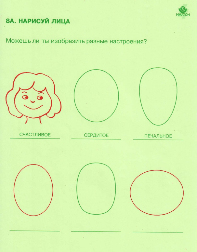 8А. НАРИСУЙ ЛИЦА
Можешь ли ты изобразить разные настроения?
СЧАСТЛИВОЕ СЕРДИТОЕ ПЕЧАЛЬНОЕ